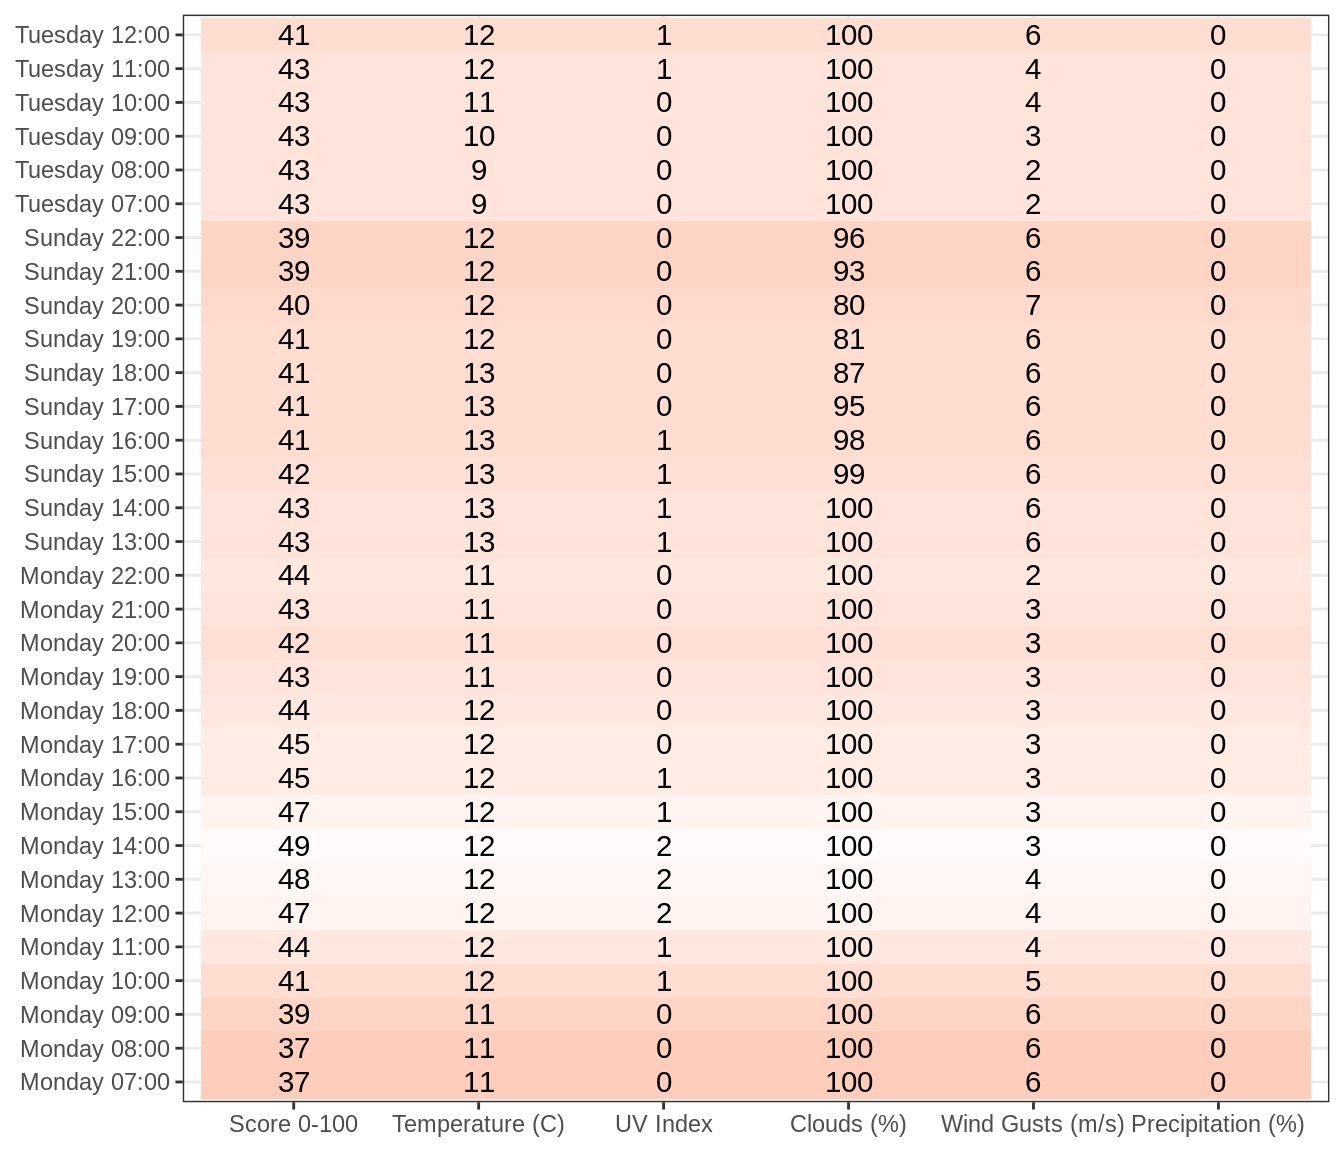 Tuesday 12:00 41 12 1 100 6 0
Tuesday 11:00 43 12 1 100 4 0
Tuesday 10:00 43 11 0 100 4 0
Tuesday 09:00 43 10 0 100 3 0
Tuesday 08:00 43 9 0 100 2 0
Tuesday 07:00 43 9 0 100 2 0
Sunday 22:00 39 12 0 96 6 0
Sunday 21:00 39 12 0 93 6 0
Sunday 20:00 40 12 0 80 7 0
Sunday 19:00 41 12 0 81 6 0
Sunday 18:00 41 13 0 87 6 0
Sunday 17:00 41 13 0 95 6 0
Sunday 16:00 41 13 1 98 6 0
Sunday 15:00 42 13 1 99 6 0
Sunday 14:00 43 13 1 100 6 0
Sunday 13:00 43 13 1 100 6 0
Monday 22:00 44 11 0 100 2 0
Monday 21:00 43 11 0 100 3 0
Monday 20:00 42 11 0 100 3 0
Monday 19:00 43 11 0 100 3 0
Monday 18:00 44 12 0 100 3 0
Monday 17:00 45 12 0 100 3 0
Monday 16:00 45 12 1 100 3 0
Monday 15:00 47 12 1 100 3 0
Monday 14:00 49 12 2 100 3 0
Monday 13:00 48 12 2 100 4 0
Monday 12:00 47 12 2 100 4 0
Monday 11:00 44 12 1 100 4 0
Monday 10:00 41 12 1 100 5 0
Monday 09:00 39 11 0 100 6 0
Monday 08:00 37 11 0 100 6 0
Monday 07:00 37 11 0 100 6 0
Score 0-100 Temperature (C) UV Index Clouds (%) Wind Gusts (m/s) Precipitation (%)